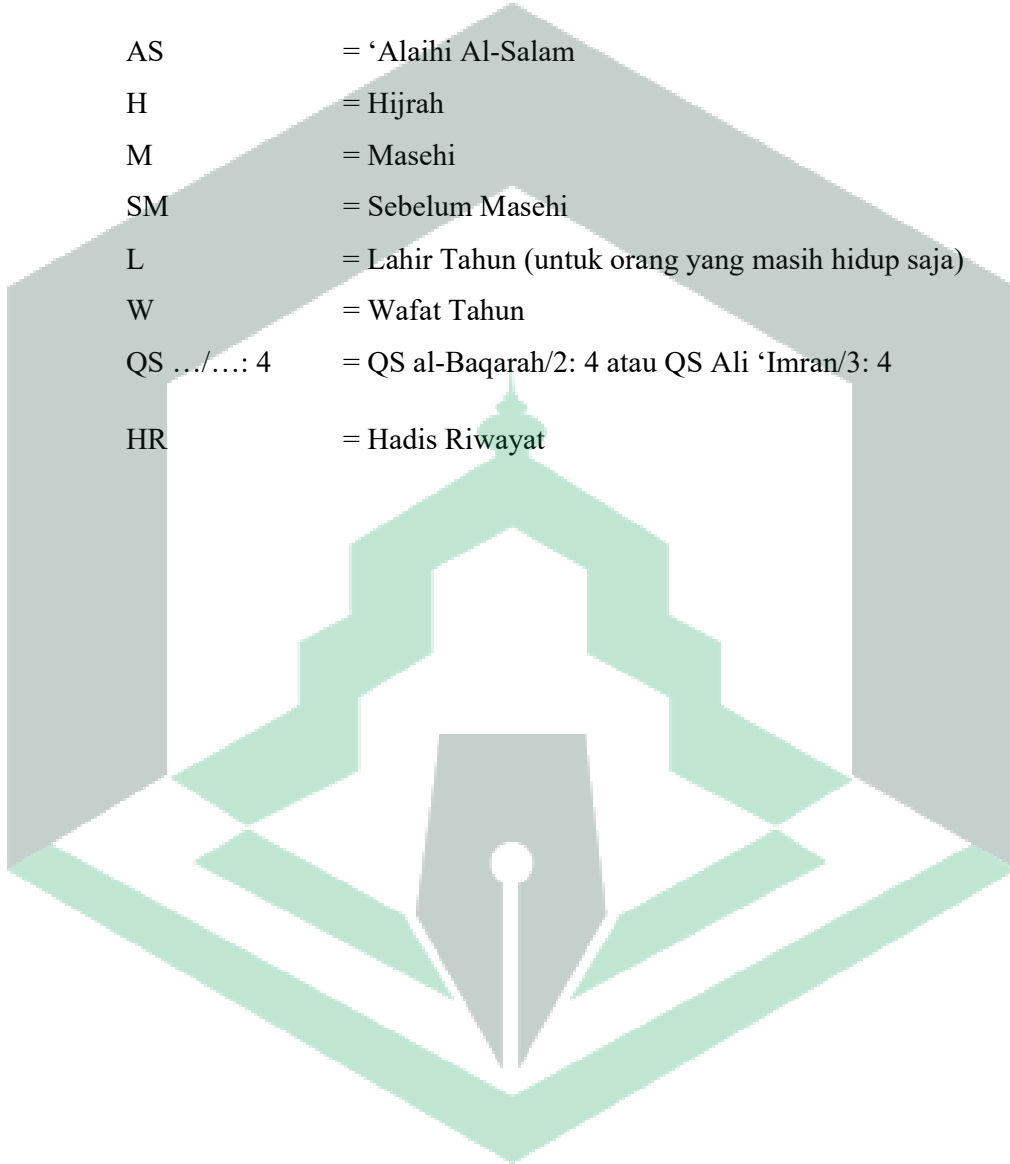 AS = ‘Alaihi Al-Salam
H = Hijrah
M = Masehi
SM = Sebelum Masehi
L = Lahir Tahun (untuk orang yang masih hidup saja)
W = Wafat Tahun
QS …/…: 4 = QS al-Baqarah/2: 4 atau QS Ali ‘Imran/3: 4
HR = Hadis Riwayat